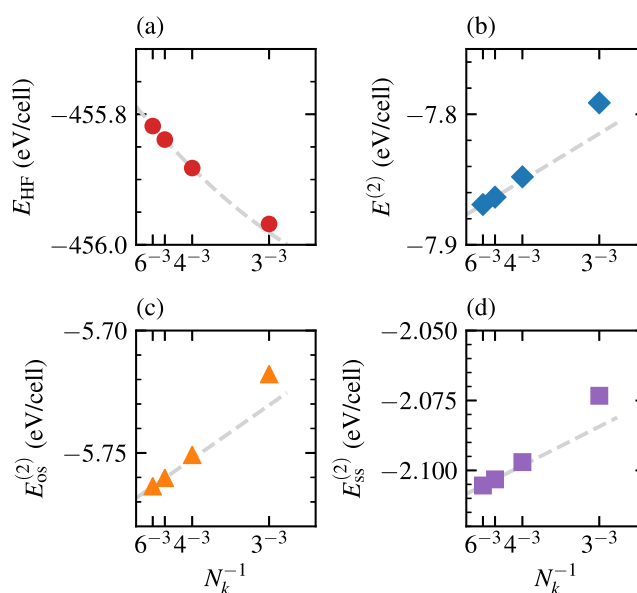 (a)
−455.8
−456.0
E_HF (eV/cell)
6⁻³ 4⁻³ 3⁻³
(b)
−7.8
−7.9
E⁽²⁾ (eV/cell)
6⁻³ 4⁻³ 3⁻³
(c)
−5.70
−5.75
E_os⁽²⁾ (eV/cell)
6⁻³ 4⁻³ 3⁻³
N_k⁻¹
(d)
−2.050
−2.075
−2.100
E_ss⁽²⁾ (eV/cell)
6⁻³ 4⁻³ 3⁻³
N_k⁻¹